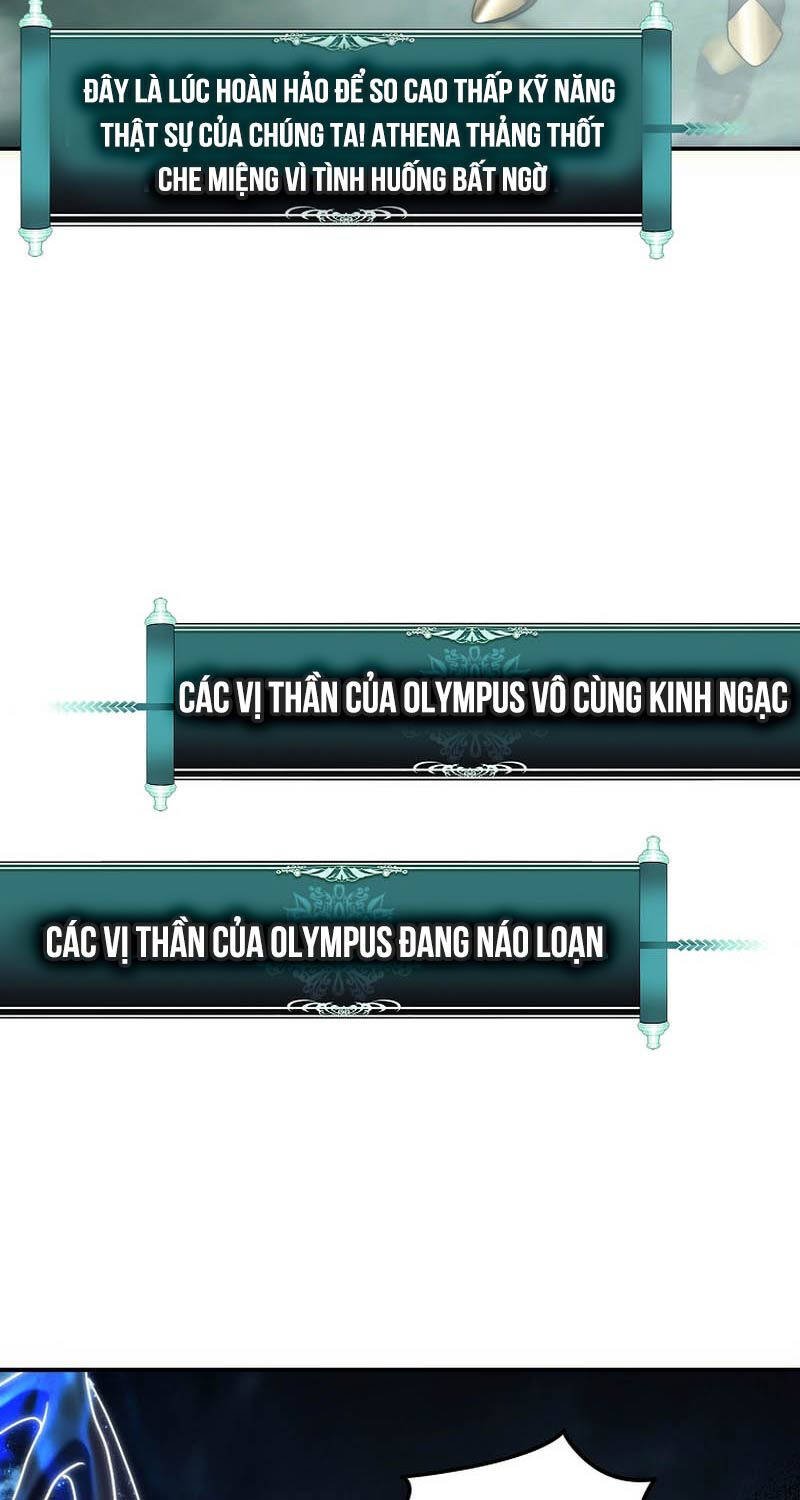 ĐÂY LÀ LÚC HOÀN HẢO ĐỂ SO CAO THẤP KỸ NĂNG
THẬT SỰ CỦA CHÚNG TA! ATHENA THẢNG THỐT
CHE MIỆNG VÌ TÌNH HUỐNG BẤT NGỜ
CÁC VỊ THẦN CỦA OLYMPUS VÔ CÙNG KINH NGẠC
CÁC VỊ THẦN CỦA OLYMPUS ĐANG NÁO LOẠN